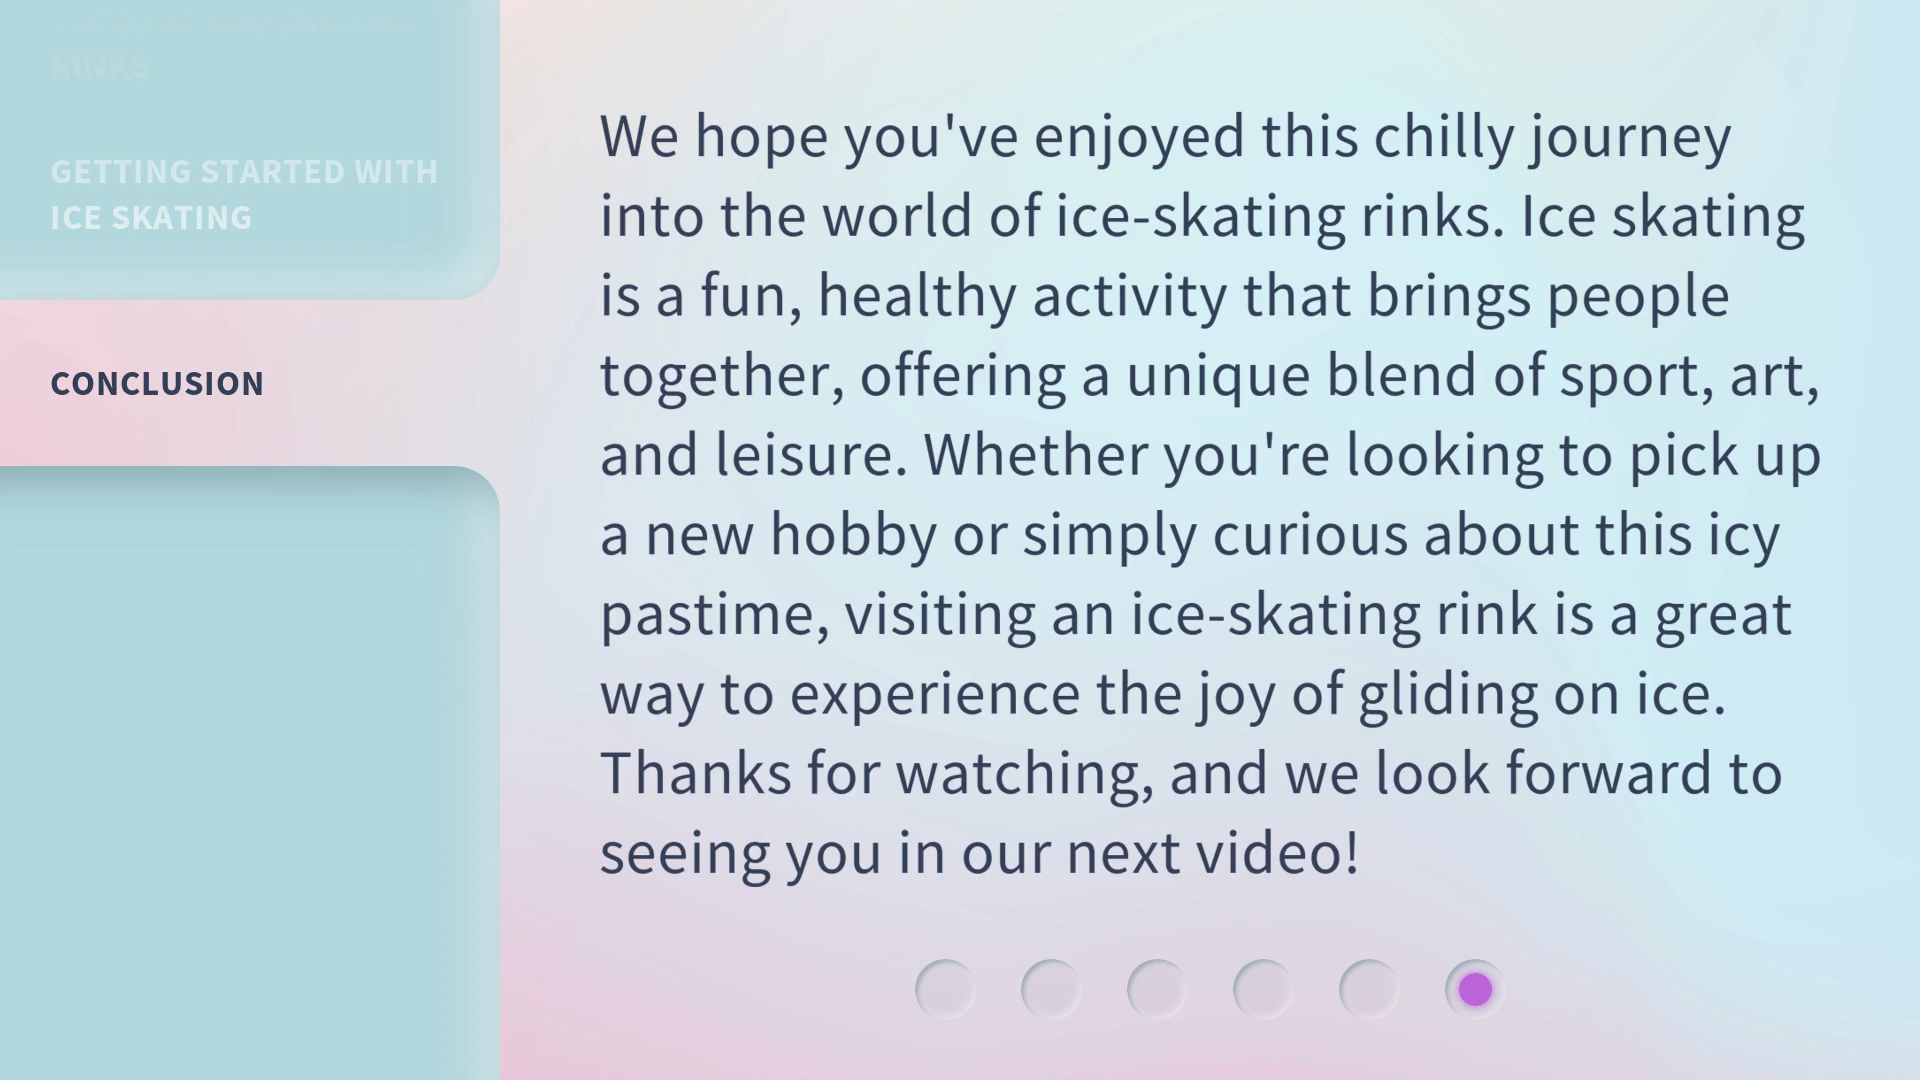 RINKS
GETTING STARTED WITH
ICE SKATING
CONCLUSION
We hope you've enjoyed this chilly journey
into the world of ice-skating rinks. Ice skating
is a fun, healthy activity that brings people
together, offering a unique blend of sport, art,
and leisure. Whether you're looking to pick up
a new hobby or simply curious about this icy
pastime, visiting an ice-skating rink is a great
way to experience the joy of gliding on ice.
Thanks for watching, and we look forward to
seeing you in our next video!